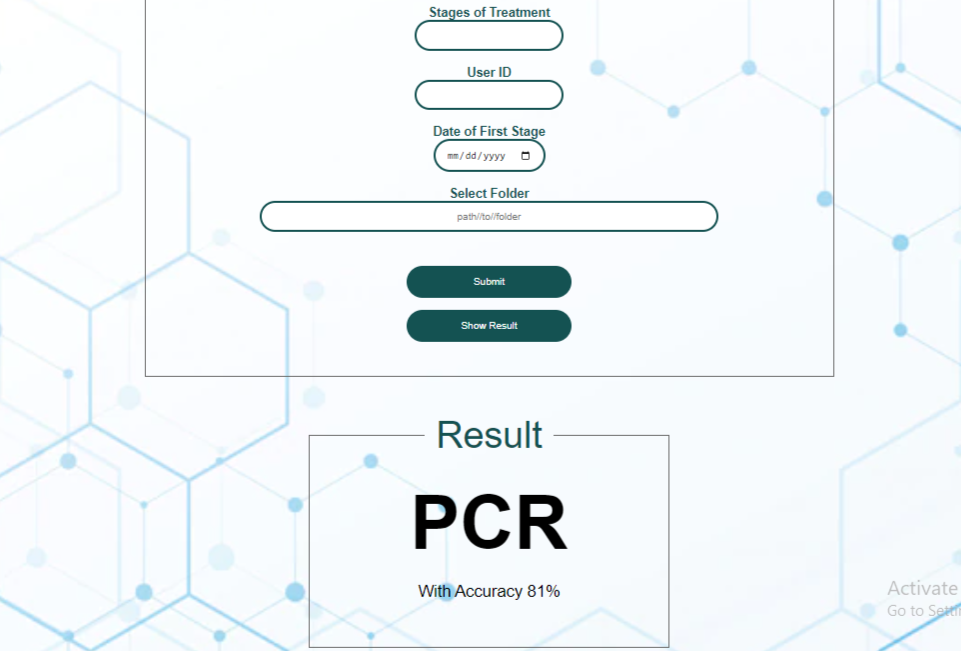 Stages of Treatment
User ID
Date of First Stage
mm/dd/yyyy
Select Folder
path//to//folder
Submit
Show Result
Result
PCR
With Accuracy 81%
Activate
Go to Setti